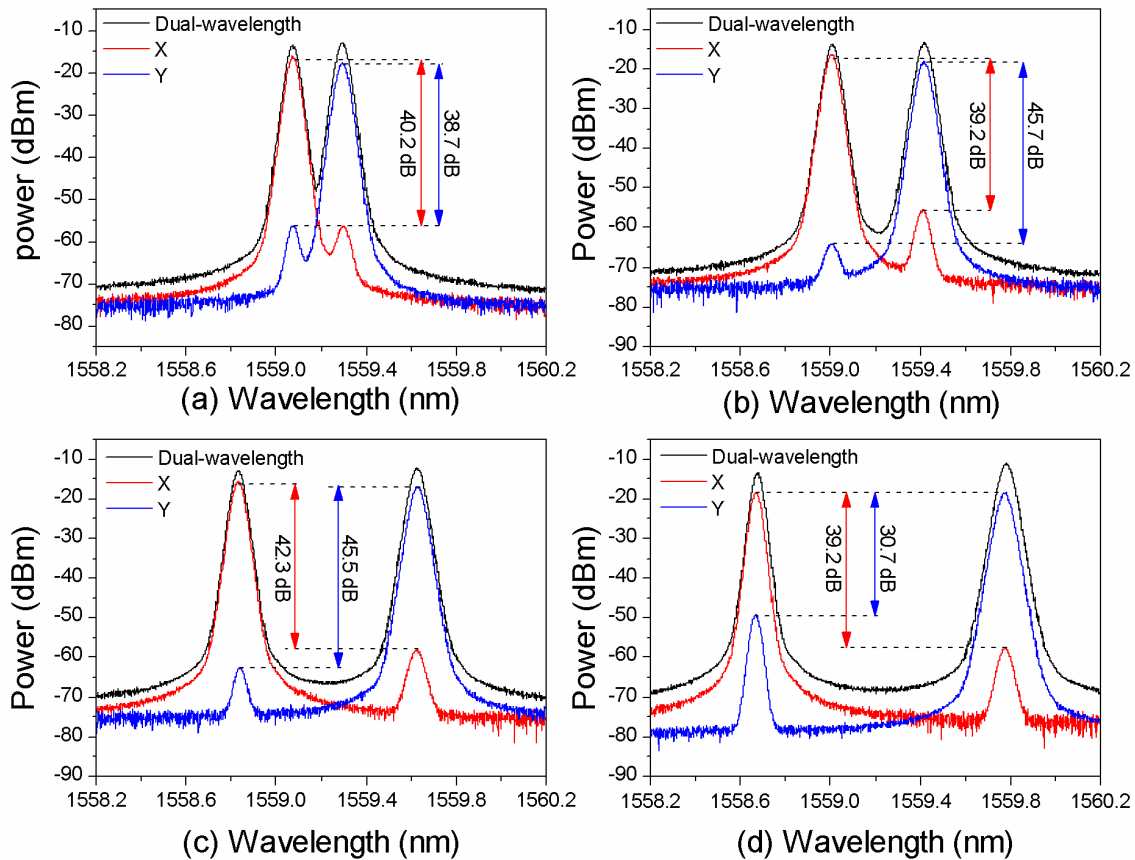 Dual-wavelength
X
Y
-10
-20
-30
-40
-50
-60
-70
-80
power (dBm)
40.2 dB
38.7 dB
1558.2 1558.6 1559.0 1559.4 1559.8 1560.2
(a) Wavelength (nm)
Dual-wavelength
X
Y
-10
-20
-30
-40
-50
-60
-70
-80
-90
Power (dBm)
39.2 dB
45.7 dB
1558.2 1558.6 1559.0 1559.4 1559.8 1560.2
(b) Wavelength (nm)
Dual-wavelength
X
Y
-10
-20
-30
-40
-50
-60
-70
-80
-90
Power (dBm)
42.3 dB
45.5 dB
1558.2 1558.6 1559.0 1559.4 1559.8 1560.2
(c) Wavelength (nm)
Dual-wavelength
X
Y
-10
-20
-30
-40
-50
-60
-70
-80
-90
Power (dBm)
39.2 dB
30.7 dB
1558.2 1558.6 1559.0 1559.4 1559.8 1560.2
(d) Wavelength (nm)